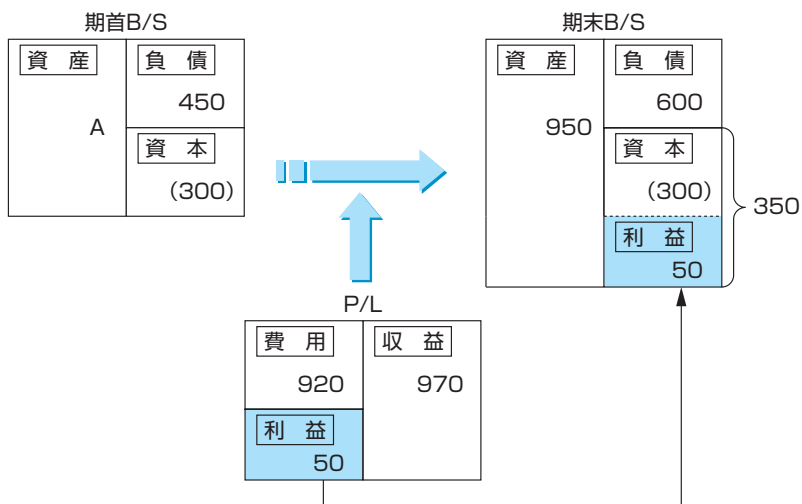 期首B/S
資 産
負 債
450
A
資 本
(300)
期末B/S
資 産
負 債
600
950
資 本
(300)
350
利 益
50
P/L
費 用
収 益
920
970
利 益
50